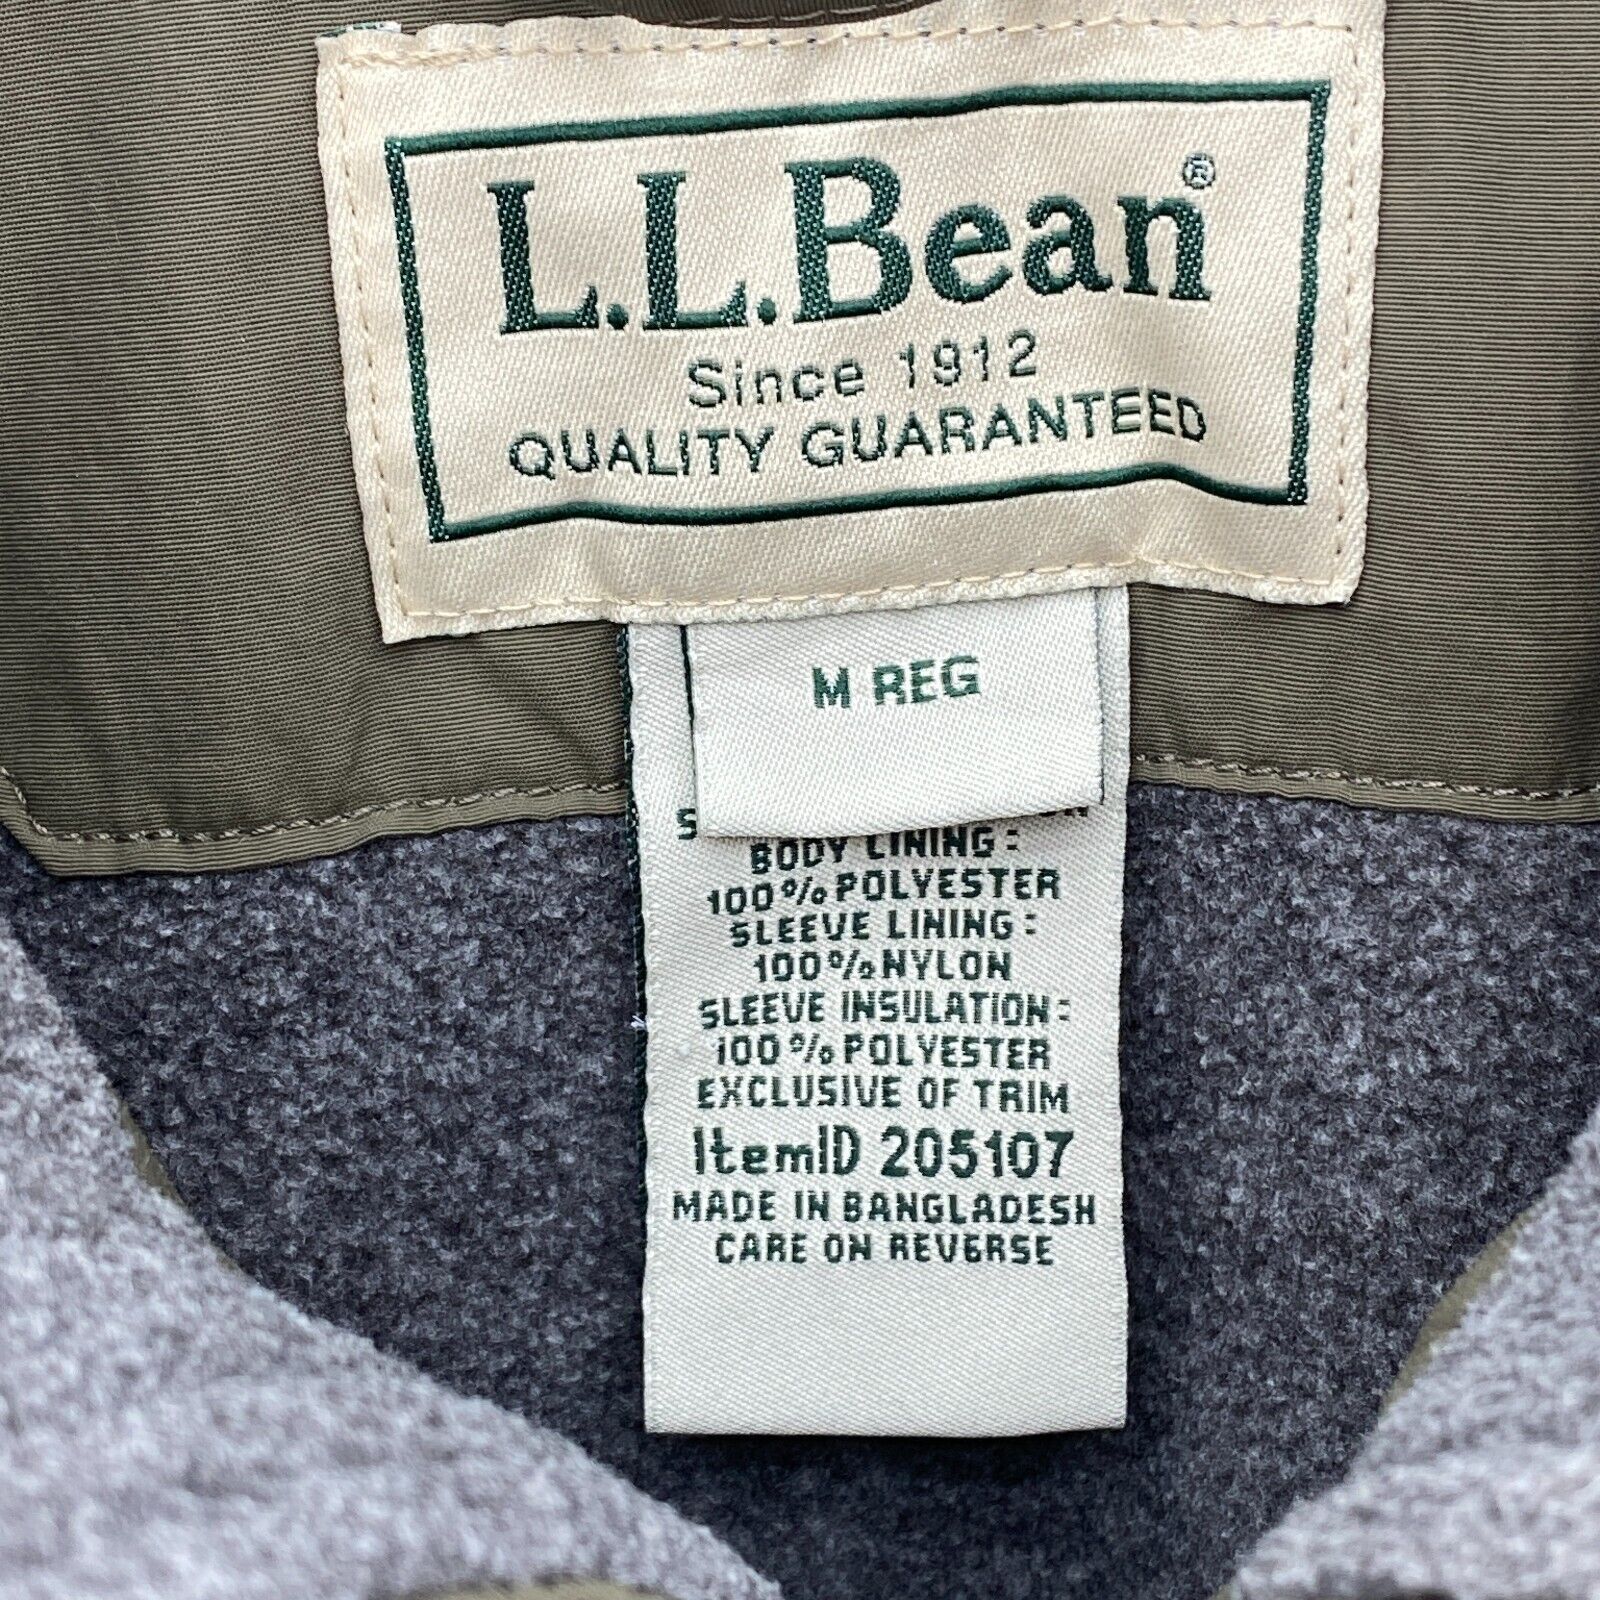 L.L.Bean®
Since 1912
QUALITY GUARANTEED
M REG
BODY LINING:
100% POLYESTER
SLEEVE LINING:
100% NYLON
SLEEVE INSULATION:
100% POLYESTER
EXCLUSIVE OF TRIM
ItemID 205107
MADE IN BANGLADESH
CARE ON REVERSE